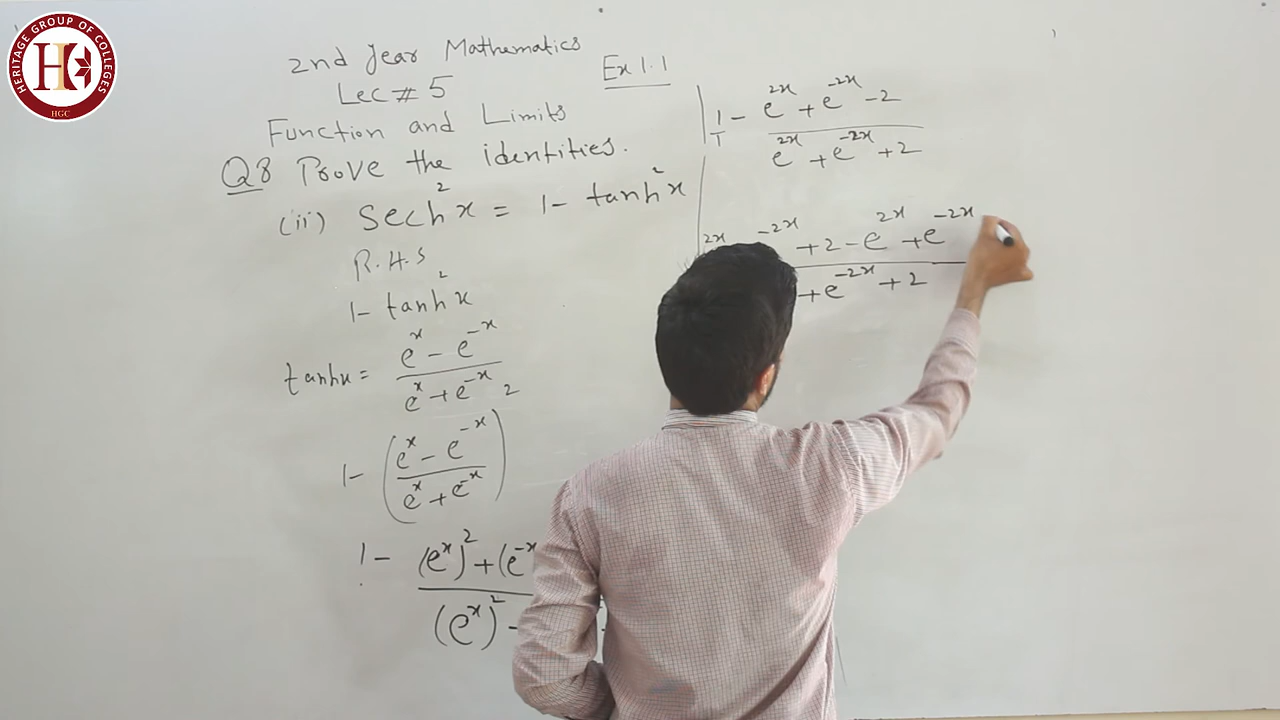 HERITAGE GROUP OF COLLEGES
HGC
2nd Year Mathematics
Lec # 5
Ex 1.1
Function and Limits
Q8 Prove the identities.
(ii) Sech²x = 1 - tanh²x
R.H.S
1 - tanh²x
tanhx = e^x - e^-x
e^x + e^-x
1 - (e^x - e^-x / e^x + e^-x)²
1 - (e^x)² + (e^-x
(e^x)² -
1 - e^2x + e^-2x - 2
1
e^2x + e^-2x + 2
2x -2x + 2 - e^2x + e^-2x
+ e^-2x + 2